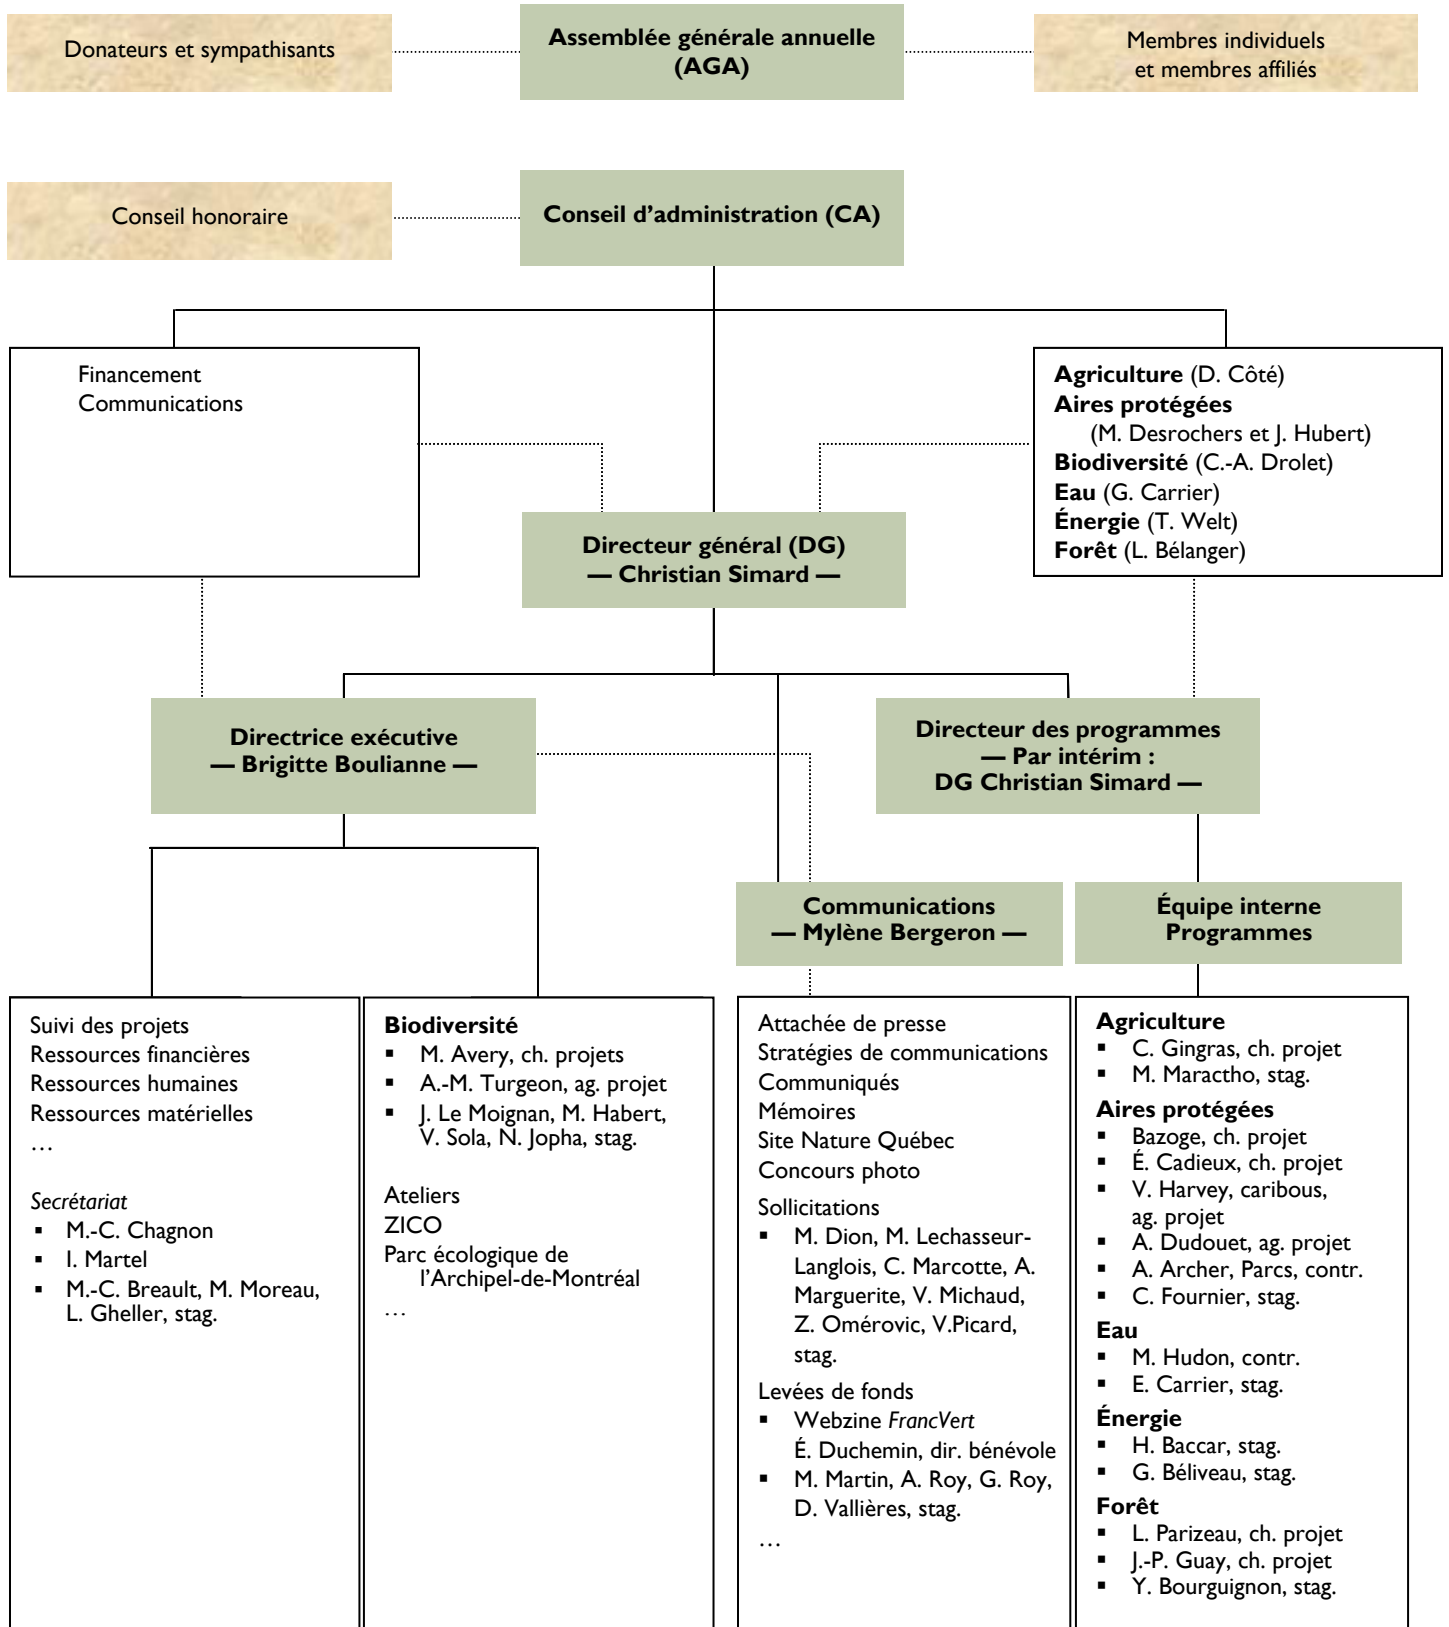 Donateurs et sympathisants
Assemblée générale annuelle
(AGA)
Membres individuels
et membres affiliés
Conseil honoraire
Conseil d'administration (CA)
Financement
Communications
Agriculture (D. Côté)
Aires protégées
(M. Desrochers et J. Hubert)
Biodiversité (C.-A. Drolet)
Eau (G. Carrier)
Énergie (T. Welt)
Forêt (L. Bélanger)
Directeur général (DG)
— Christian Simard —
Directrice exécutive
— Brigitte Boulianne —
Directeur des programmes
— Par intérim :
DG Christian Simard —
Communications
— Mylène Bergeron —
Équipe interne
Programmes
Suivi des projets
Ressources financières
Ressources humaines
Ressources matérielles
…
Secrétariat
▪ M.-C. Chagnon
▪ I. Martel
▪ M.-C. Breault, M. Moreau,
L. Gheller, stag.
Biodiversité
▪ M. Avery, ch. projets
▪ A.-M. Turgeon, ag. projet
▪ J. Le Moignan, M. Habert,
V. Sola, N. Jopha, stag.
Ateliers
ZICO
Parc écologique de
l'Archipel-de-Montréal
…
Attachée de presse
Stratégies de communications
Communiqués
Mémoires
Site Nature Québec
Concours photo
Sollicitations
▪ M. Dion, M. Lechasseur-
Langlois, C. Marcotte, A.
Marguerite, V. Michaud,
Z. Omérovic, V.Picard,
stag.
Levées de fonds
▪ Webzine FrancVert
É. Duchemin, dir. bénévole
▪ M. Martin, A. Roy, G. Roy,
D. Vallières, stag.
…
Agriculture
▪ C. Gingras, ch. projet
▪ M. Maractho, stag.
Aires protégées
▪ Bazoge, ch. projet
▪ É. Cadieux, ch. projet
▪ V. Harvey, caribous,
ag. projet
▪ A. Dudouet, ag. projet
▪ A. Archer, Parcs, contr.
▪ C. Fournier, stag.
Eau
▪ M. Hudon, contr.
▪ E. Carrier, stag.
Énergie
▪ H. Baccar, stag.
▪ G. Béliveau, stag.
Forêt
▪ L. Parizeau, ch. projet
▪ J.-P. Guay, ch. projet
▪ Y. Bourguignon, stag.